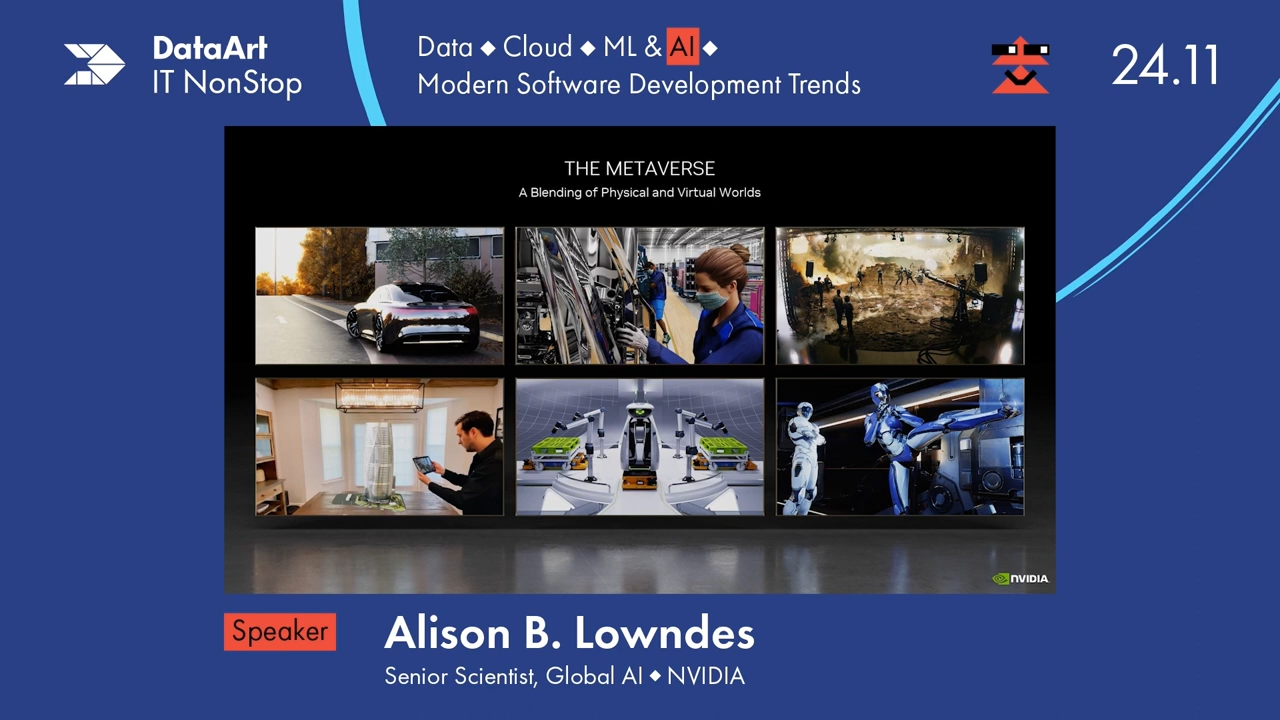 DataArt
IT NonStop
Data ◆ Cloud ◆ ML & AI ◆
Modern Software Development Trends
24.11
THE METAVERSE
A Blending of Physical and Virtual Worlds
NVIDIA
Speaker
Alison B. Lowndes
Senior Scientist, Global AI ◆ NVIDIA